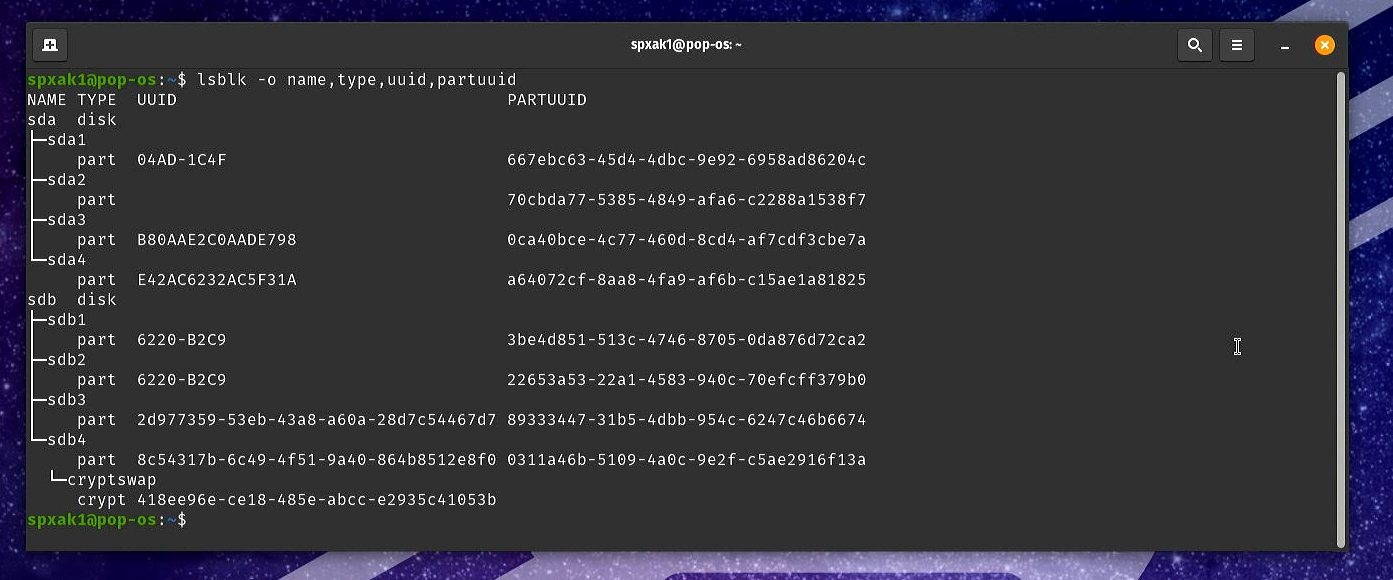 spxak1@pop-os: ~
spxak1@pop-os:~$ lsblk -o name,type,uuid,partuuid
NAME TYPE  UUID                                 PARTUUID
sda  disk
├─sda1
     part  04AD-1C4F                            667ebc63-45d4-4dbc-9e92-6958ad86204c
├─sda2
     part                                       70cbda77-5385-4849-afa6-c2288a1538f7
├─sda3
     part  B80AAE2C0AADE798                     0ca40bce-4c77-460d-8cd4-af7cdf3cbe7a
└─sda4
     part  E42AC6232AC5F31A                     a64072cf-8aa8-4fa9-af6b-c15ae1a81825
sdb  disk
├─sdb1
     part  6220-B2C9                            3be4d851-513c-4746-8705-0da876d72ca2
├─sdb2
     part  6220-B2C9                            22653a53-22a1-4583-940c-70efcff379b0
├─sdb3
     part  2d977359-53eb-43a8-a60a-28d7c54467d7 89333447-31b5-4dbb-954c-6247c46b6674
└─sdb4
     part  8c54317b-6c49-4f51-9a40-864b8512e8f0 0311a46b-5109-4a0c-9e2f-c5ae2916f13a
  └─cryptswap
     crypt 418ee96e-ce18-485e-abcc-e2935c41053b
spxak1@pop-os:~$